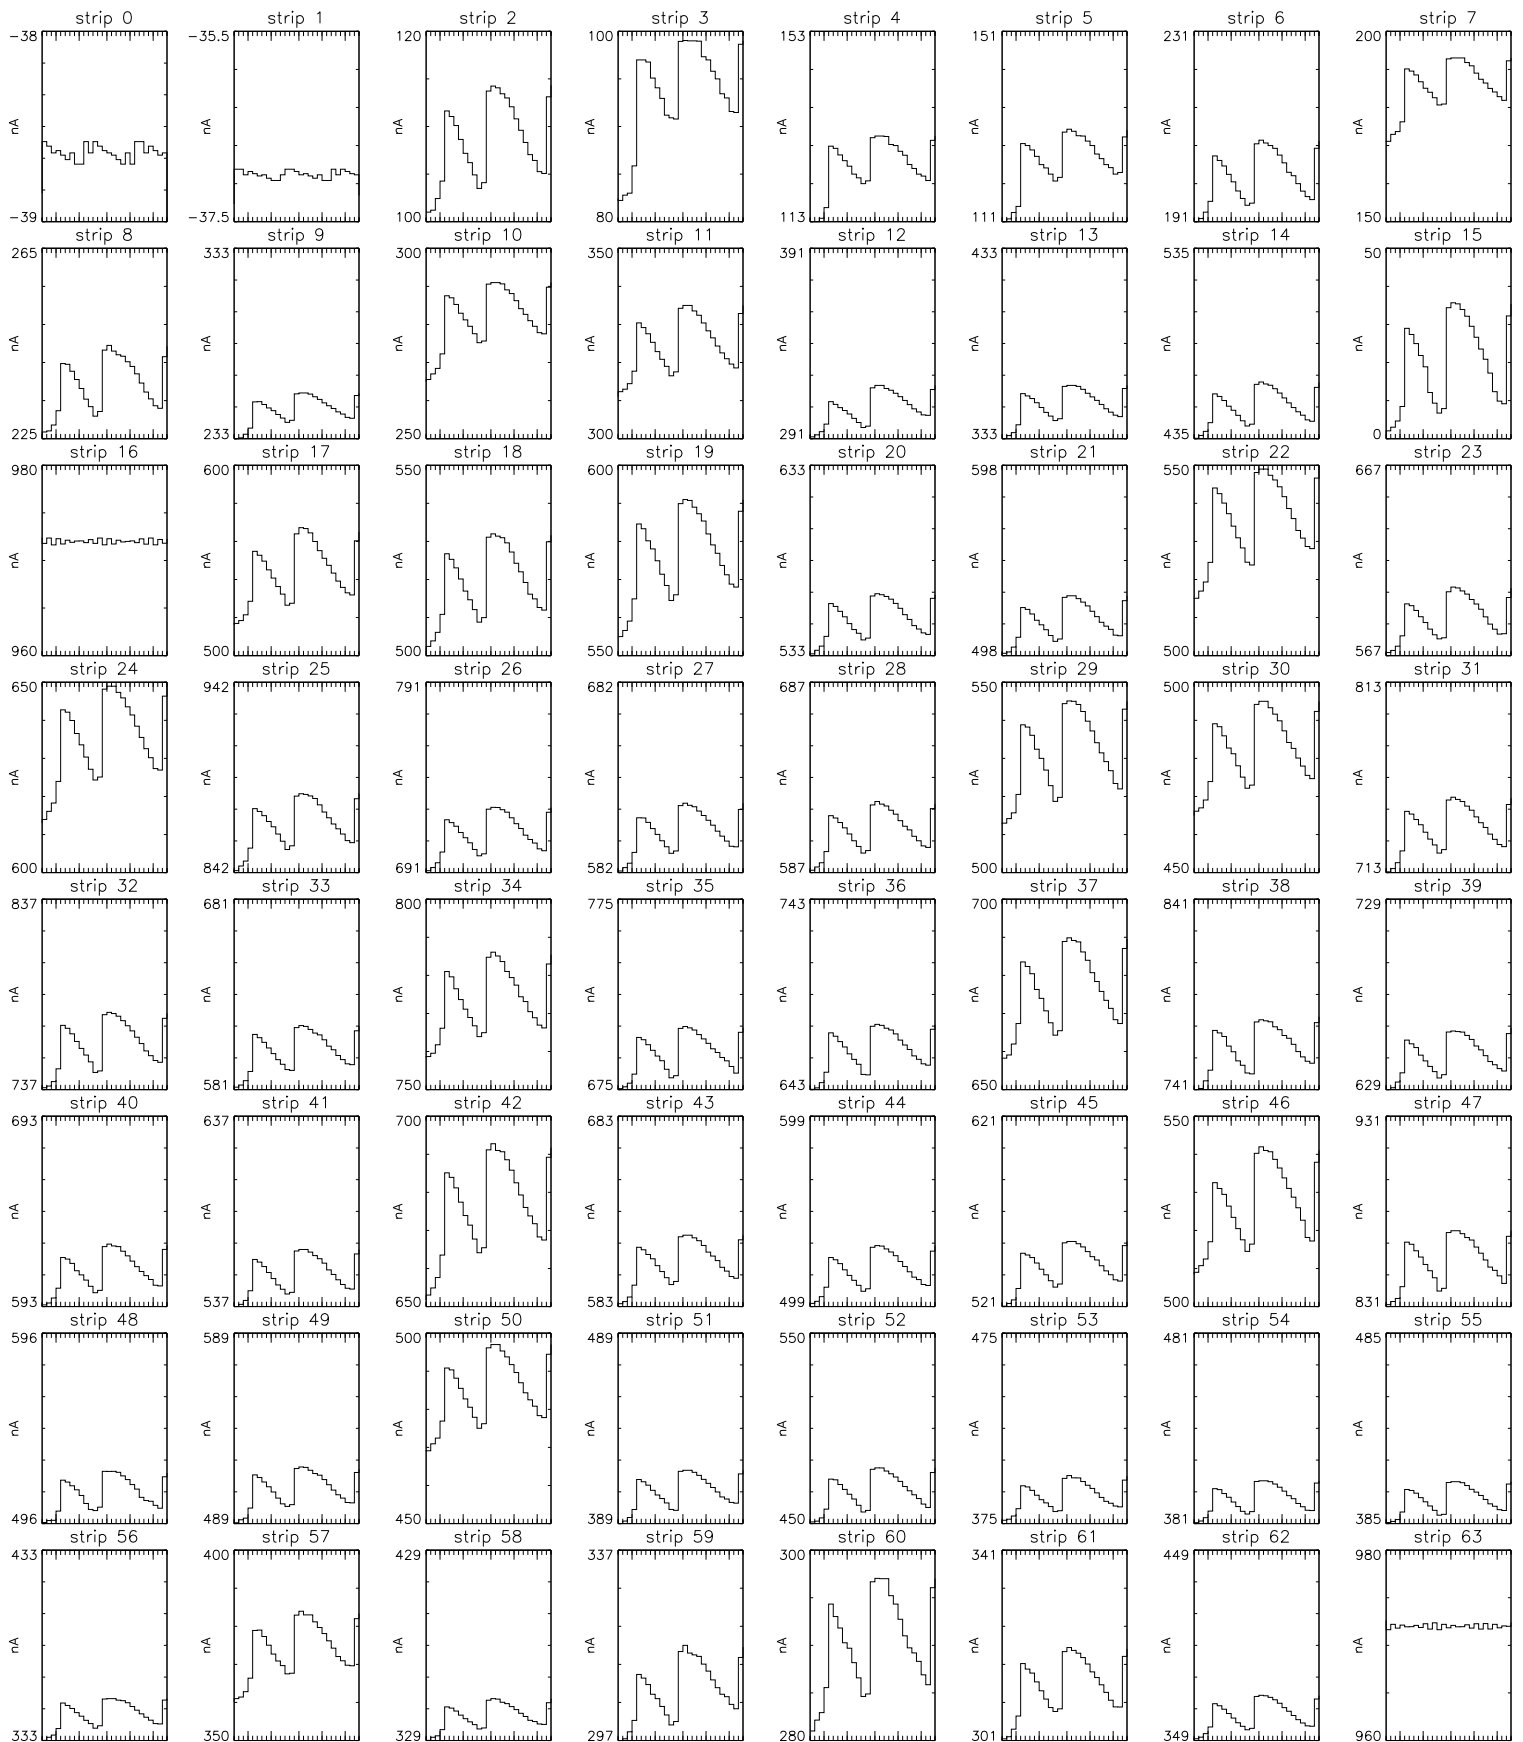 strip 0 strip 1 strip 2 strip 3 strip 4 strip 5 strip 6 strip 7
-38 -35.5 120 100 153 151 231 200
nA nA nA nA nA nA nA nA
-39 -37.5 100 80 113 111 191 150
strip 8 strip 9 strip 10 strip 11 strip 12 strip 13 strip 14 strip 15
265 333 300 350 391 433 535 50
nA nA nA nA nA nA nA nA
225 233 250 300 291 333 435 0
strip 16 strip 17 strip 18 strip 19 strip 20 strip 21 strip 22 strip 23
980 600 550 600 633 598 550 667
nA nA nA nA nA nA nA nA
960 500 500 550 533 498 500 567
strip 24 strip 25 strip 26 strip 27 strip 28 strip 29 strip 30 strip 31
650 942 791 682 687 550 500 813
nA nA nA nA nA nA nA nA
600 842 691 582 587 500 450 713
strip 32 strip 33 strip 34 strip 35 strip 36 strip 37 strip 38 strip 39
837 681 800 775 743 700 841 729
nA nA nA nA nA nA nA nA
737 581 750 675 643 650 741 629
strip 40 strip 41 strip 42 strip 43 strip 44 strip 45 strip 46 strip 47
693 637 700 683 599 621 550 931
nA nA nA nA nA nA nA nA
593 537 650 583 499 521 500 831
strip 48 strip 49 strip 50 strip 51 strip 52 strip 53 strip 54 strip 55
596 589 500 489 550 475 481 485
nA nA nA nA nA nA nA nA
496 489 450 389 450 375 381 385
strip 56 strip 57 strip 58 strip 59 strip 60 strip 61 strip 62 strip 63
433 400 429 337 300 341 449 980
nA nA nA nA nA nA nA nA
333 350 329 297 280 301 349 960